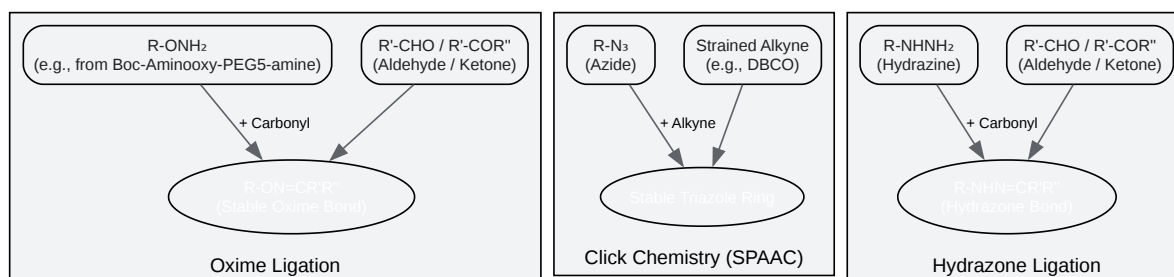 R-ONH₂
(e.g., from Boc-Aminooxy-PEG5-amine)
R'-CHO / R'-COR"
(Aldehyde / Ketone)
+ Carbonyl
R-ON=CR'R"
(Stable Oxime Bond)
Oxime Ligation
R-N₃
(Azide)
Strained Alkyne
(e.g., DBCO)
+ Alkyne
Stable Triazole Ring
Click Chemistry (SPAAC)
R-NHNH₂
(Hydrazine)
R'-CHO / R'-COR"
(Aldehyde / Ketone)
+ Carbonyl
R-NHN=CR'R"
(Hydrazone Bond)
Hydrazone Ligation